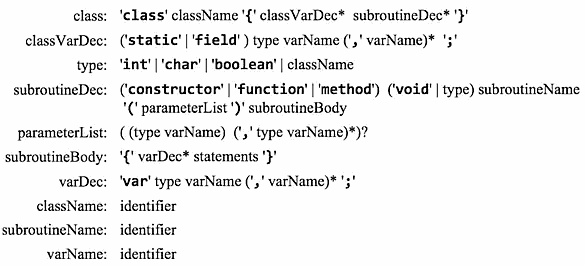 class: 'class' className '{' classVarDec* subroutineDec* '}'
classVarDec: ('static' | 'field' ) type varName (',' varName)* ';'
type: 'int' | 'char' | 'boolean' | className
subroutineDec: ('constructor' | 'function' | 'method') ('void' | type) subroutineName
'(' parameterList ')' subroutineBody
parameterList: ( (type varName) (',' type varName)*)?
subroutineBody: '{' varDec* statements '}'
varDec: 'var' type varName (',' varName)* ';'
className: identifier
subroutineName: identifier
varName: identifier